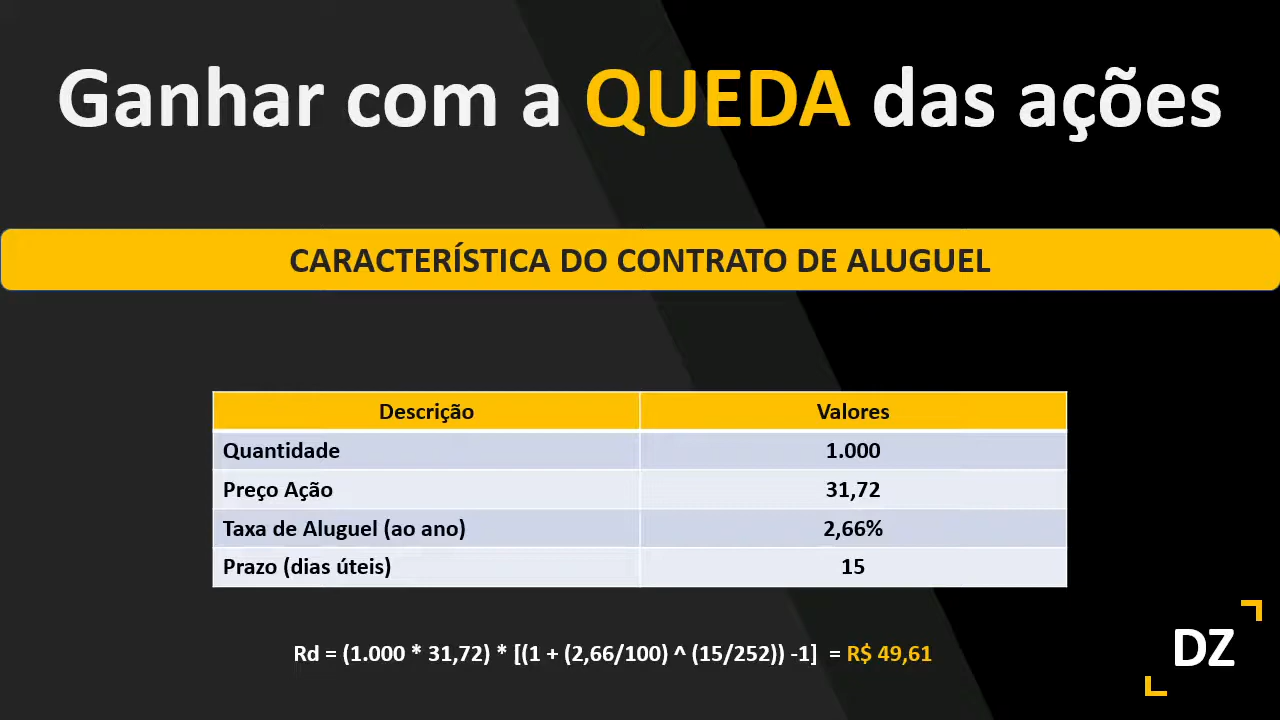 Ganhar com a QUEDA das ações
CARACTERÍSTICA DO CONTRATO DE ALUGUEL
Descrição Valores
Quantidade 1.000
Preço Ação 31,72
Taxa de Aluguel (ao ano) 2,66%
Prazo (dias úteis) 15
Rd = (1.000 * 31,72) * [(1 + (2,66/100) ^ (15/252)) -1] = R$ 49,61
DZ